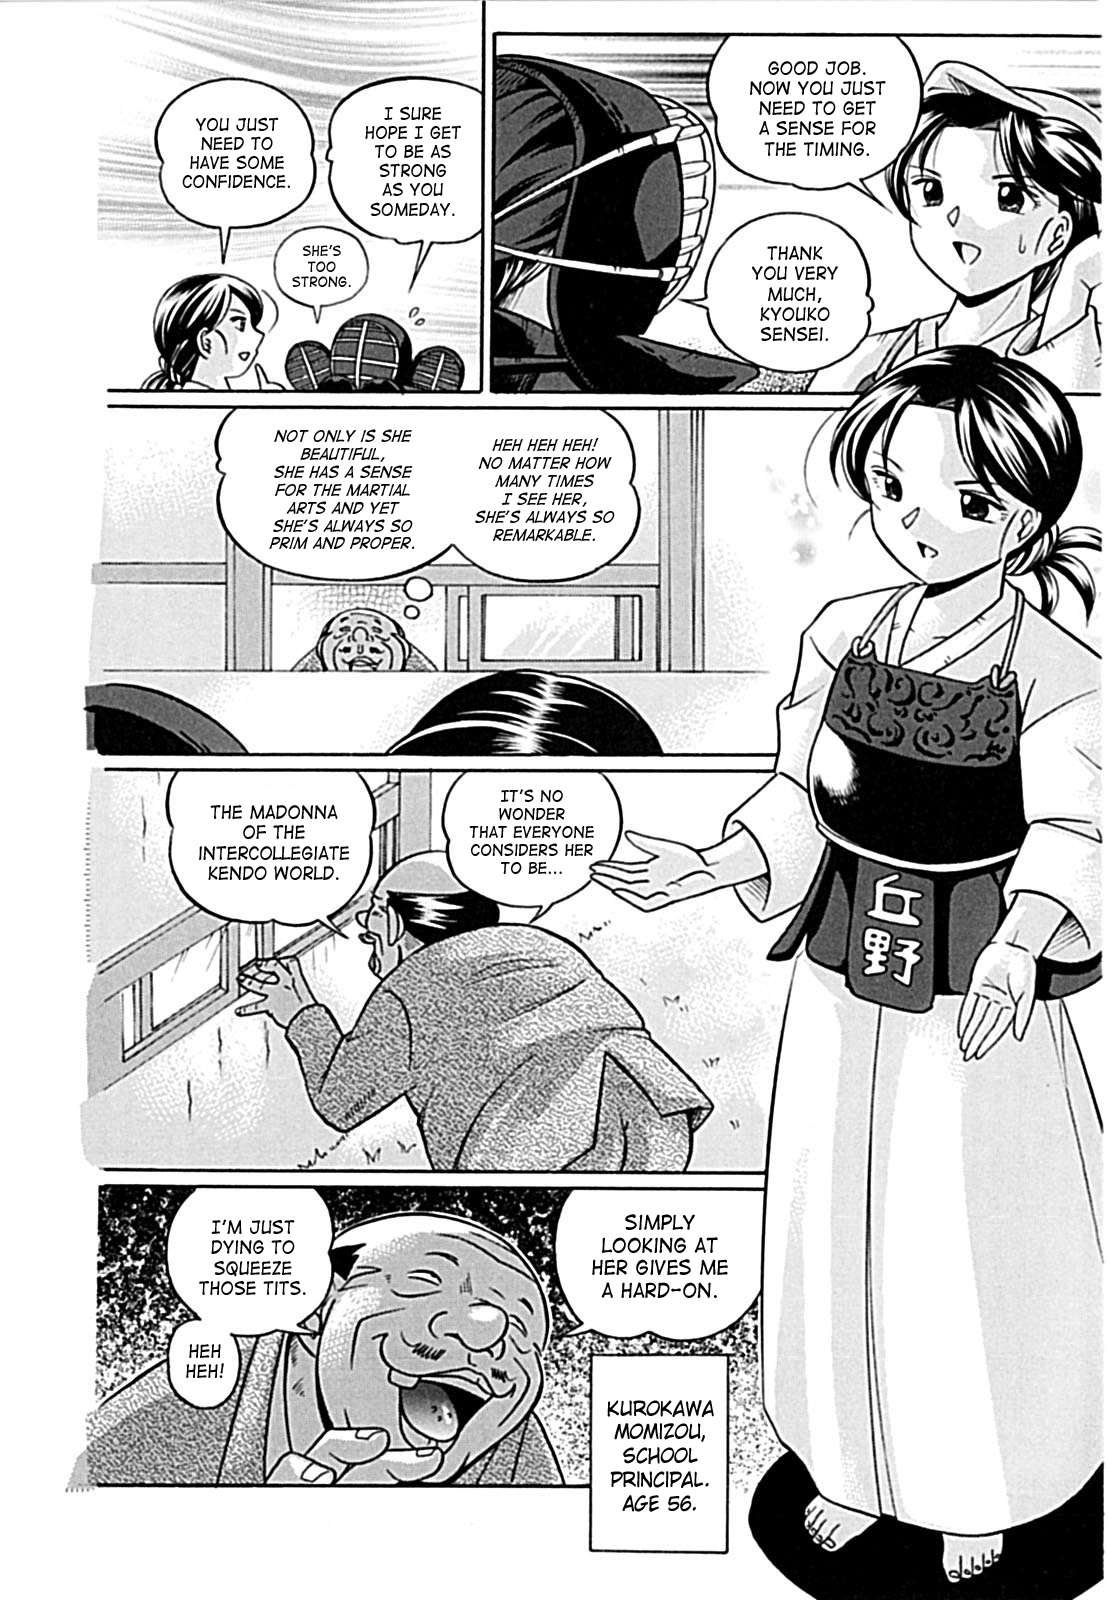 GOOD JOB.
NOW YOU JUST
NEED TO GET
A SENSE FOR
THE TIMING.
THANK
YOU VERY
MUCH,
KYOUKO
SENSEI.
I SURE
HOPE I GET
TO BE AS
STRONG
AS YOU
SOMEDAY.
SHE'S
TOO
STRONG.
YOU JUST
NEED TO
HAVE SOME
CONFIDENCE.
HEH HEH HEH!
NO MATTER HOW
MANY TIMES
I SEE HER,
SHE'S ALWAYS SO
REMARKABLE.
NOT ONLY IS SHE
BEAUTIFUL,
SHE HAS A SENSE
FOR THE MARTIAL
ARTS AND YET
SHE'S ALWAYS SO
PRIM AND PROPER.
兵
野
IT'S NO
WONDER
THAT EVERYONE
CONSIDERS HER
TO BE...
THE MADONNA
OF THE
INTERCOLLEGIATE
KENDO WORLD.
SIMPLY
LOOKING AT
HER GIVES ME
A HARD-ON.
I'M JUST
DYING TO
SQUEEZE
THOSE TITS.
HEH
HEH!
KUROKAWA
MOMIZOU,
SCHOOL
PRINCIPAL.
AGE 56.